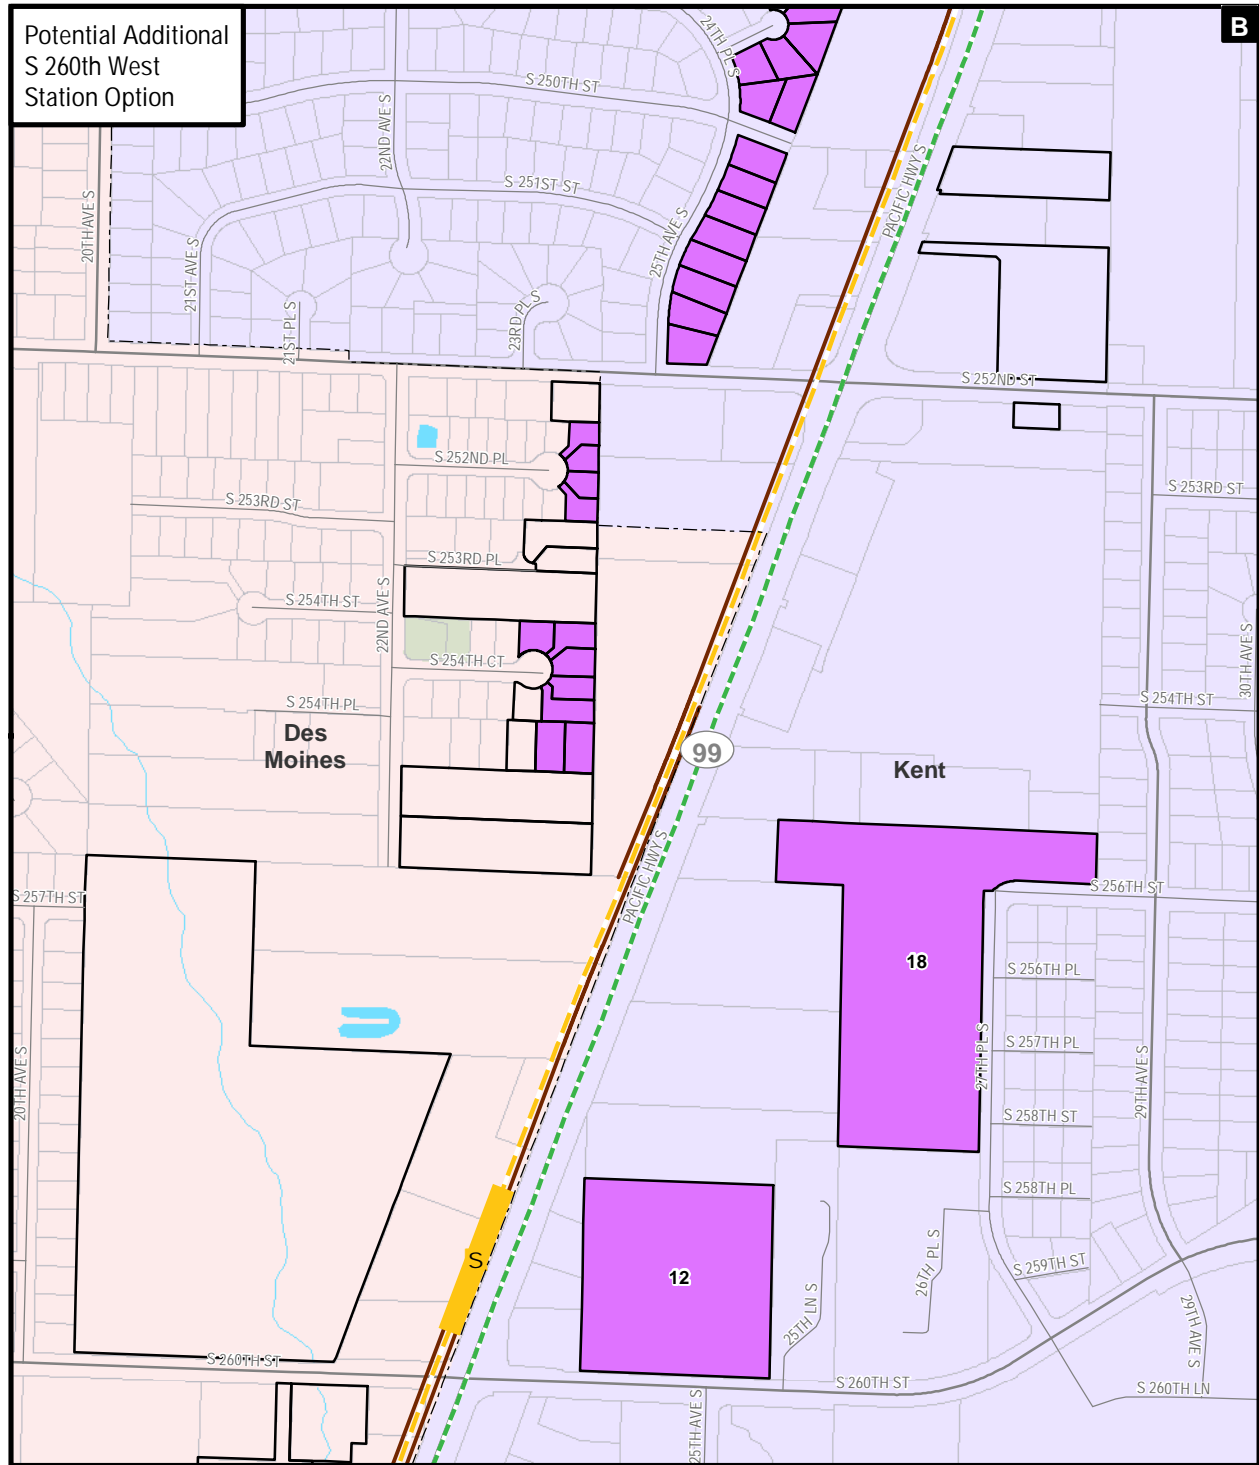 Potential Additional
S 260th West
Station Option
B
24TH PL S
S 250TH ST
22ND AVE S
S 251ST ST
PACIFIC HWY S
20TH AVE S
25TH AVE S
21ST AVE S
21ST PL S
23RD PL S
S 252ND ST
S 252ND PL
S 253RD ST
S 253RD ST
S 253RD PL
22ND AVE S
S 254TH ST
30TH AVE S
S 254TH CT
S 254TH PL
S 254TH ST
Des
Moines
99
Kent
PACIFIC HWY S
S 257TH ST
S 256TH ST
18
S 256TH PL
27TH PL S
S 257TH PL
20TH AVE S
29TH AVE S
S 258TH ST
S 258TH PL
S
12
26TH PL S
S 259TH ST
25TH LN S
29TH AVE S
S 260TH ST
S 260TH ST
S 260TH LN
25TH AVE S